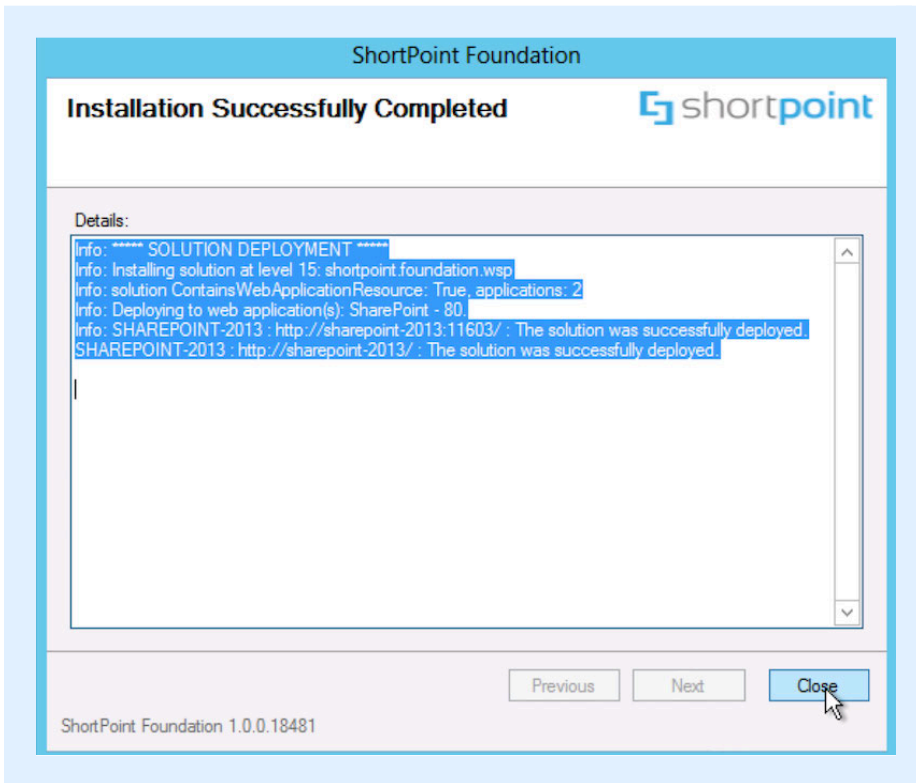 ShortPoint Foundation
Installation Successfully Completed
shortpoint
Details:
Info: ***** SOLUTION DEPLOYMENT *****
Info: Installing solution at level 15: shortpoint.foundation.wsp
Info: solution ContainsWebApplicationResource: True, applications: 2
Info: Deploying to web application(s): SharePoint - 80.
Info: SHAREPOINT-2013 : http://sharepoint-2013:11603/ : The solution was successfully deployed.
SHAREPOINT-2013 : http://sharepoint-2013/ : The solution was successfully deployed.
Previous Next Close
ShortPoint Foundation 1.0.0.18481